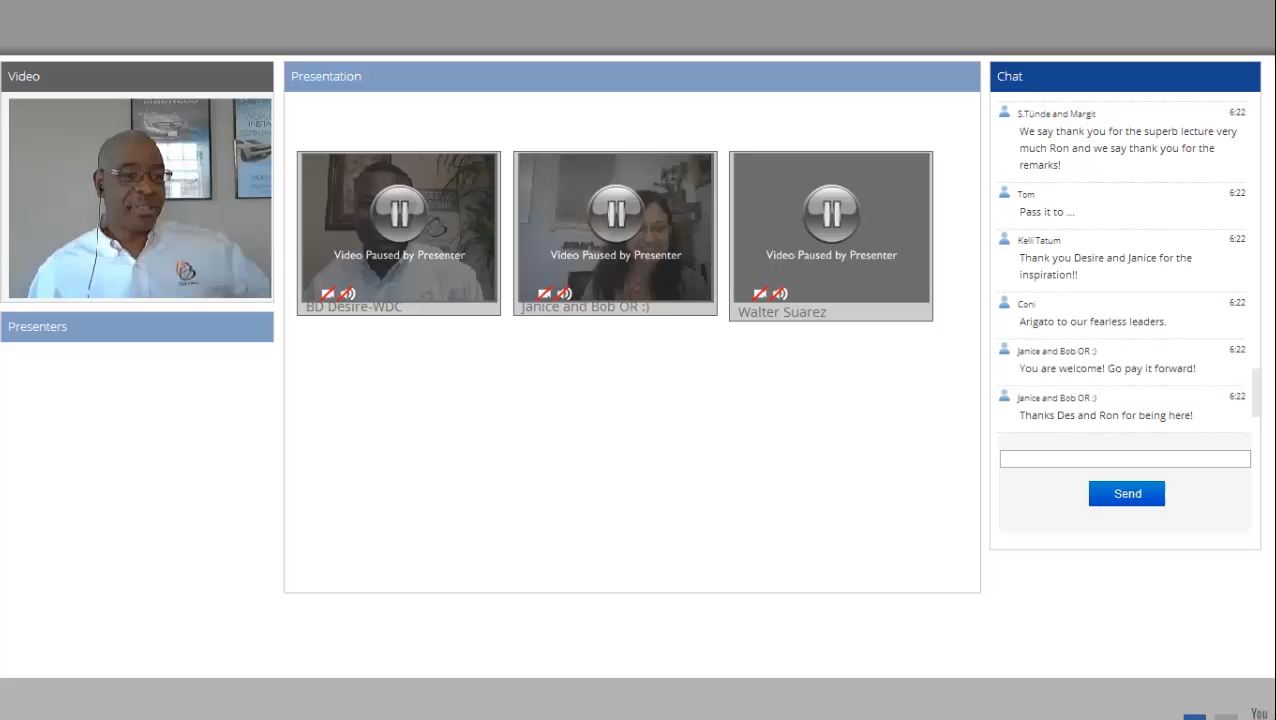 Video
Presentation
Chat
S.Tünde and Margit 6:22
We say thank you for the superb lecture very
much Ron and we say thank you for the
remarks!
Tom 6:22
Pass it to ...
Kelli Tatum 6:22
Thank you Desire and Janice for the
inspiration!!
Coni 6:22
Arigato to our fearless leaders.
Janice and Bob OR :) 6:22
You are welcome! Go pay it forward!
Janice and Bob OR :) 6:22
Thanks Des and Ron for being here!
Send
Video Paused by Presenter
BD Desire-WDC
Video Paused by Presenter
Janice and Bob OR :)
Video Paused by Presenter
Walter Suarez
Presenters
You